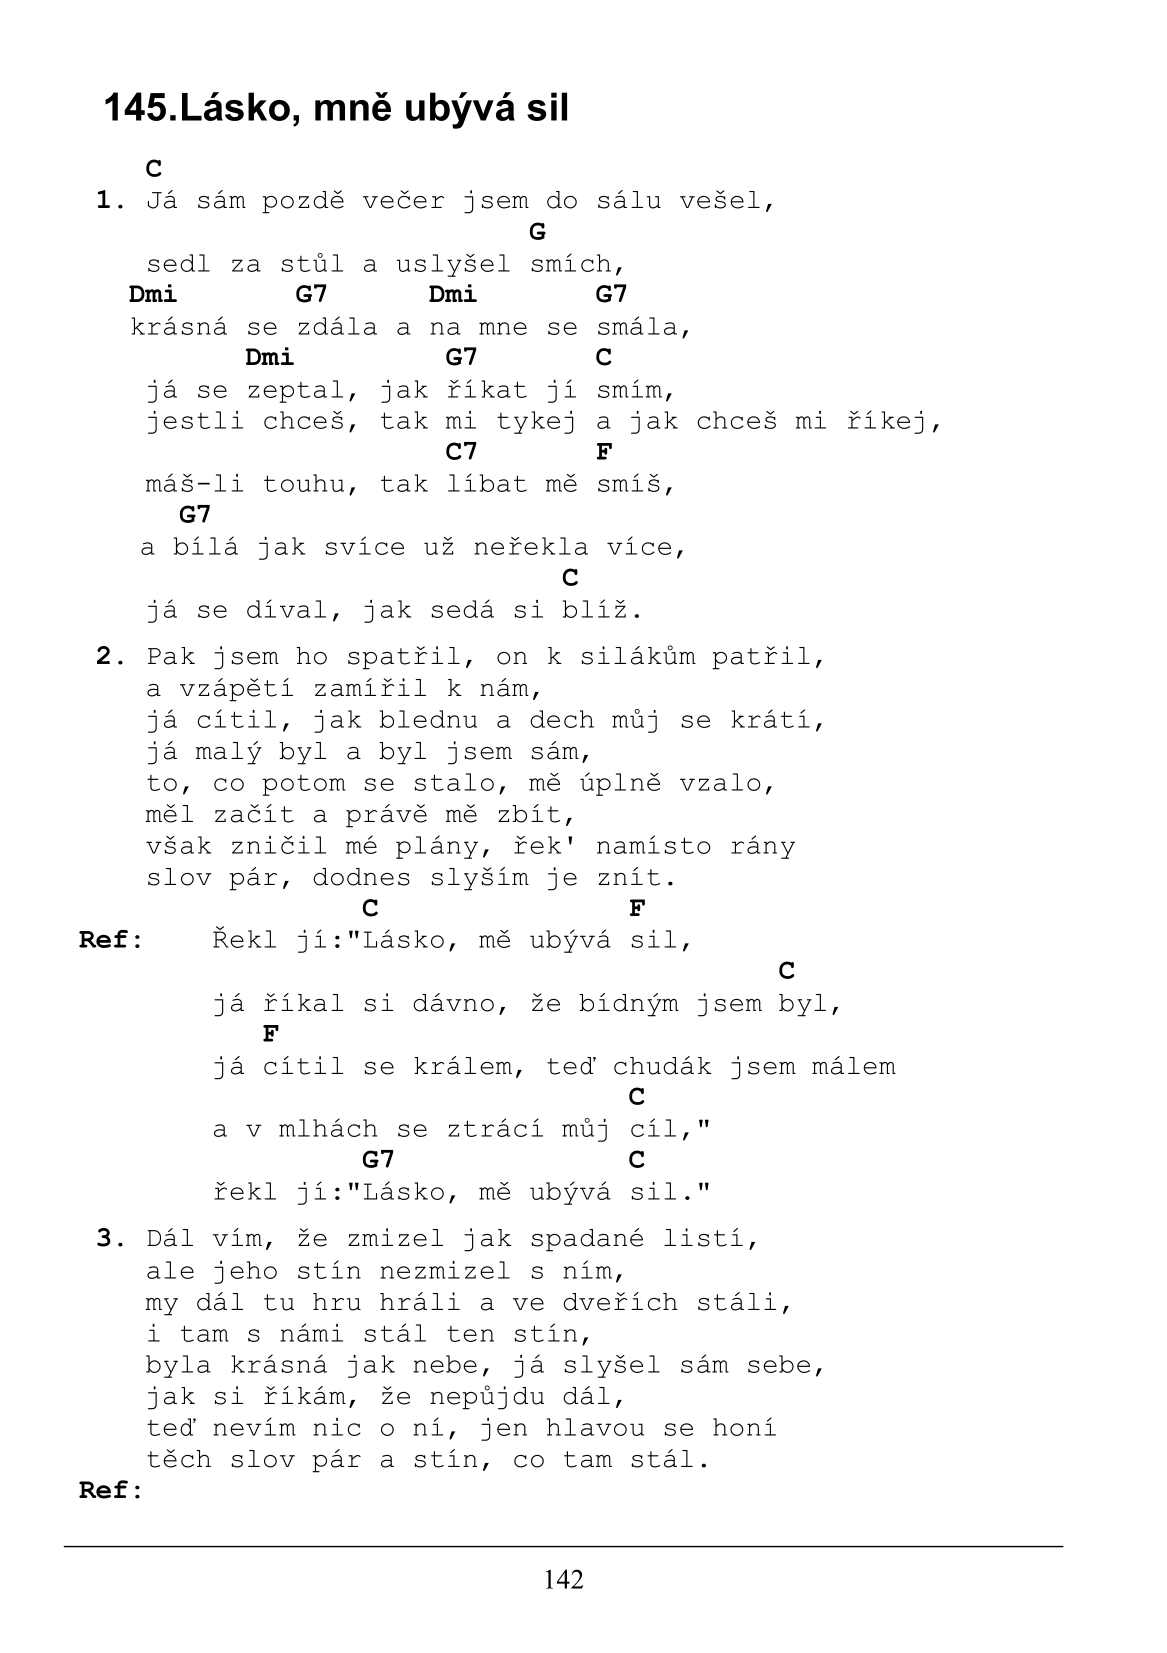 145.Lásko, mně ubývá sil
C
1. Já sám pozdě večer jsem do sálu vešel,
G
sedl za stůl a uslyšel smích,
Dmi G7 Dmi G7
krásná se zdála a na mne se smála,
Dmi G7 C
já se zeptal, jak říkat jí smím,
jestli chceš, tak mi tykej a jak chceš mi říkej,
C7 F
máš-li touhu, tak líbat mě smíš,
G7
a bílá jak svíce už neřekla více,
C
já se díval, jak sedá si blíž.
2. Pak jsem ho spatřil, on k silákům patřil,
a vzápětí zamířil k nám,
já cítil, jak blednu a dech můj se krátí,
já malý byl a byl jsem sám,
to, co potom se stalo, mě úplně vzalo,
měl začít a právě mě zbít,
však zničil mé plány, řek' namísto rány
slov pár, dodnes slyším je znít.
C F
Ref: Řekl jí:"Lásko, mě ubývá sil,
C
já říkal si dávno, že bídným jsem byl,
F
já cítil se králem, teď chudák jsem málem
C
a v mlhách se ztrácí můj cíl,"
G7 C
řekl jí:"Lásko, mě ubývá sil."
3. Dál vím, že zmizel jak spadané listí,
ale jeho stín nezmizel s ním,
my dál tu hru hráli a ve dveřích stáli,
i tam s námi stál ten stín,
byla krásná jak nebe, já slyšel sám sebe,
jak si říkám, že nepůjdu dál,
teď nevím nic o ní, jen hlavou se honí
těch slov pár a stín, co tam stál.
Ref:
142